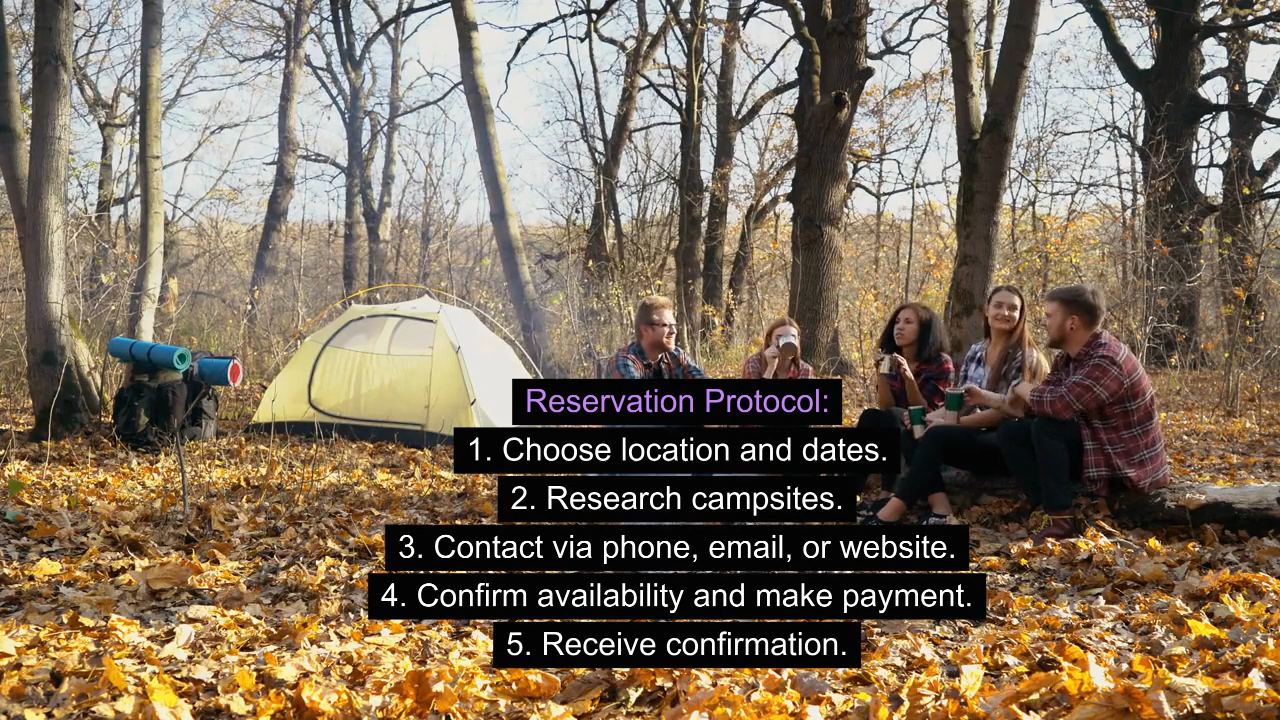 Reservation Protocol:
1. Choose location and dates.
2. Research campsites.
3. Contact via phone, email, or website.
4. Confirm availability and make payment.
5. Receive confirmation.